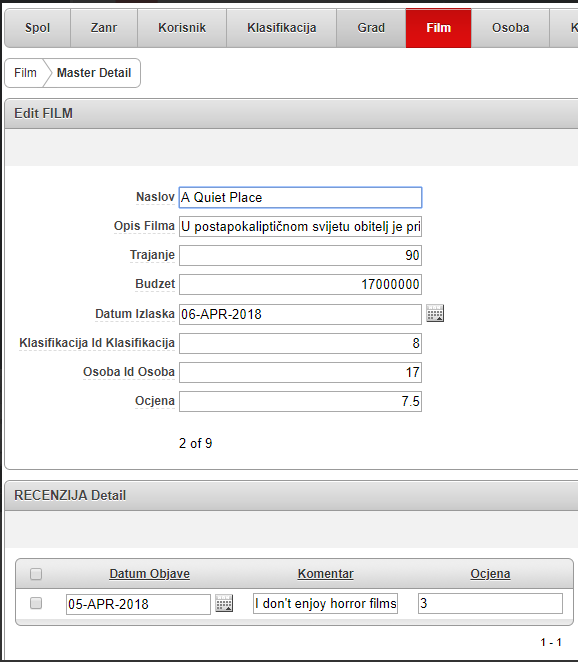 Spol Zanr Korisnik Klasifikacija Grad Film Osoba K
Film Master Detail
Edit FILM
Naslov A Quiet Place
Opis Filma U postapokaliptičnom svijetu obitelj je pri
Trajanje 90
Budzet 17000000
Datum Izlaska 06-APR-2018
Klasifikacija Id Klasifikacija 8
Osoba Id Osoba 17
Ocjena 7.5
2 of 9
RECENZIJA Detail
Datum Objave Komentar Ocjena
05-APR-2018 I don't enjoy horror films 3
1 - 1